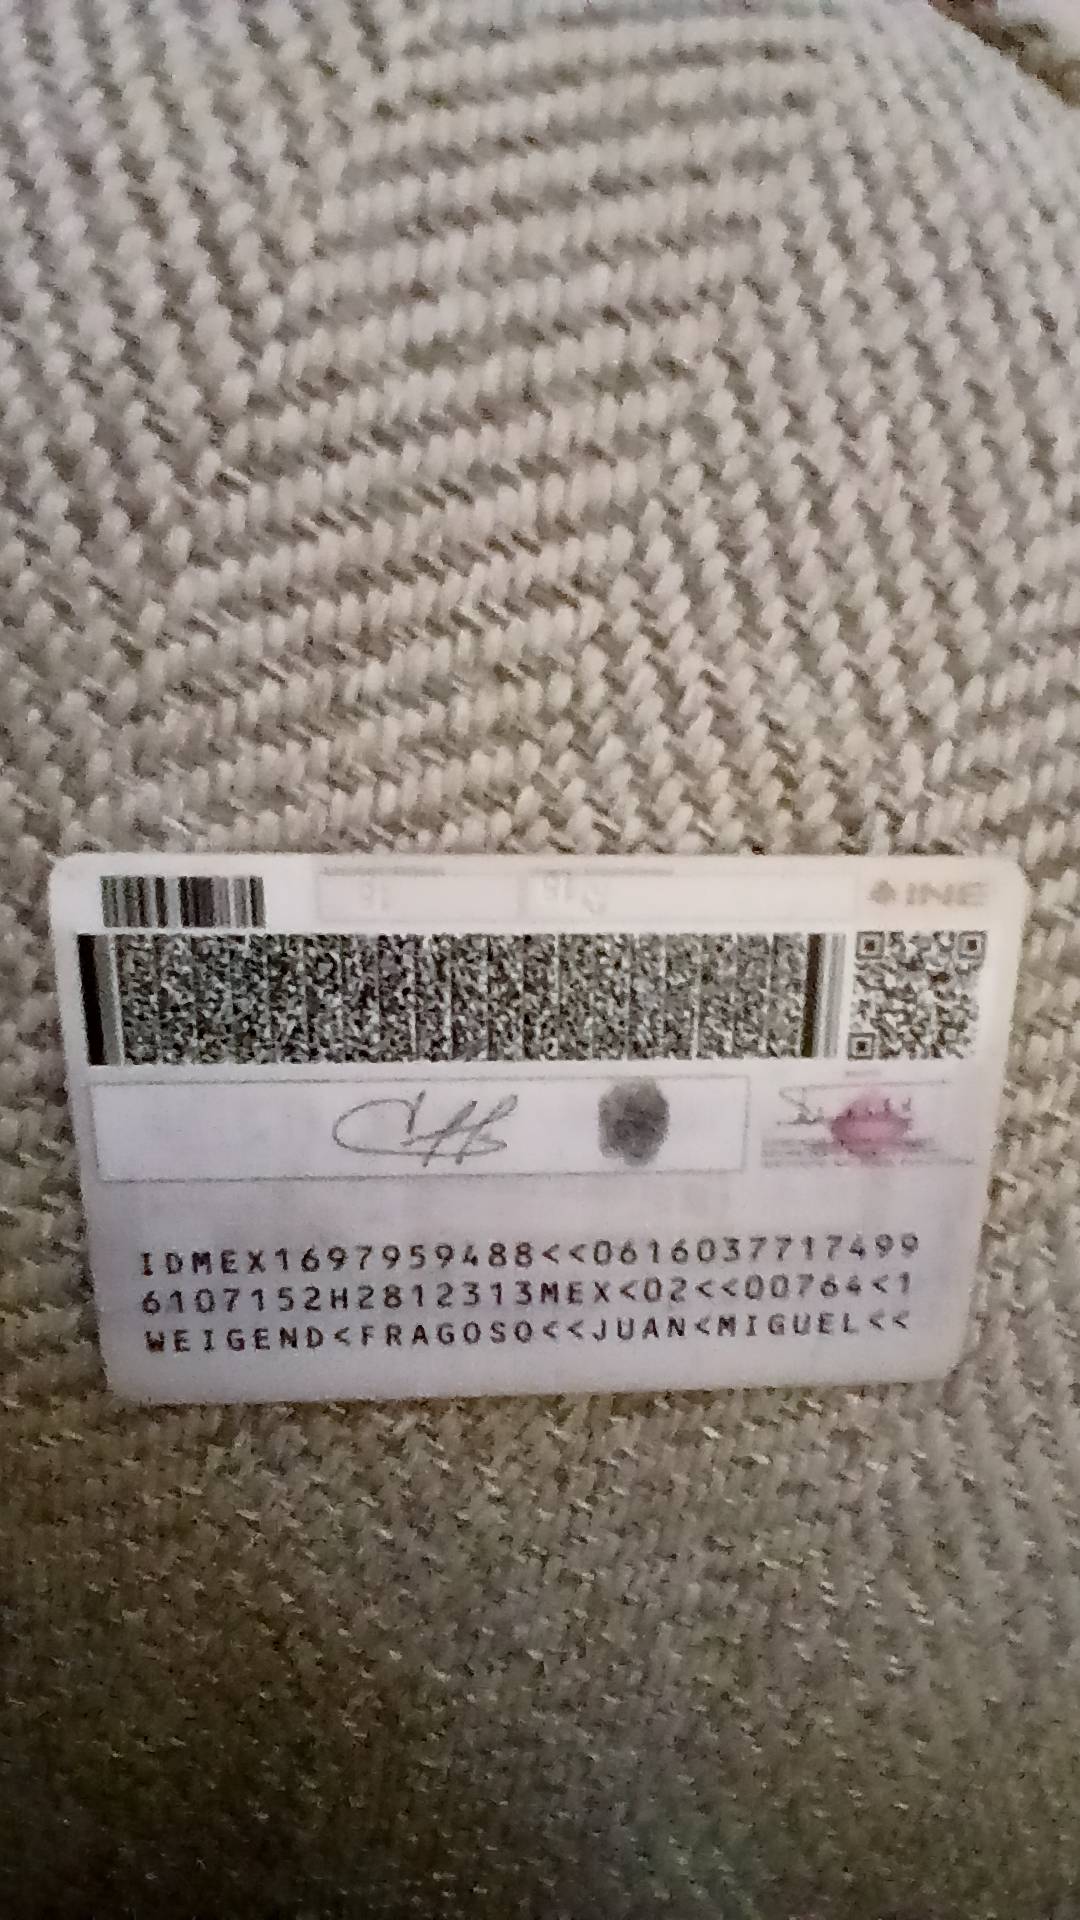 INE
IDMEX1697959488<<0616037717499
6107152H2812313MEX<02<<00764<1
WEIGEND<FRAGOSO<<JUAN<MIGUEL<<